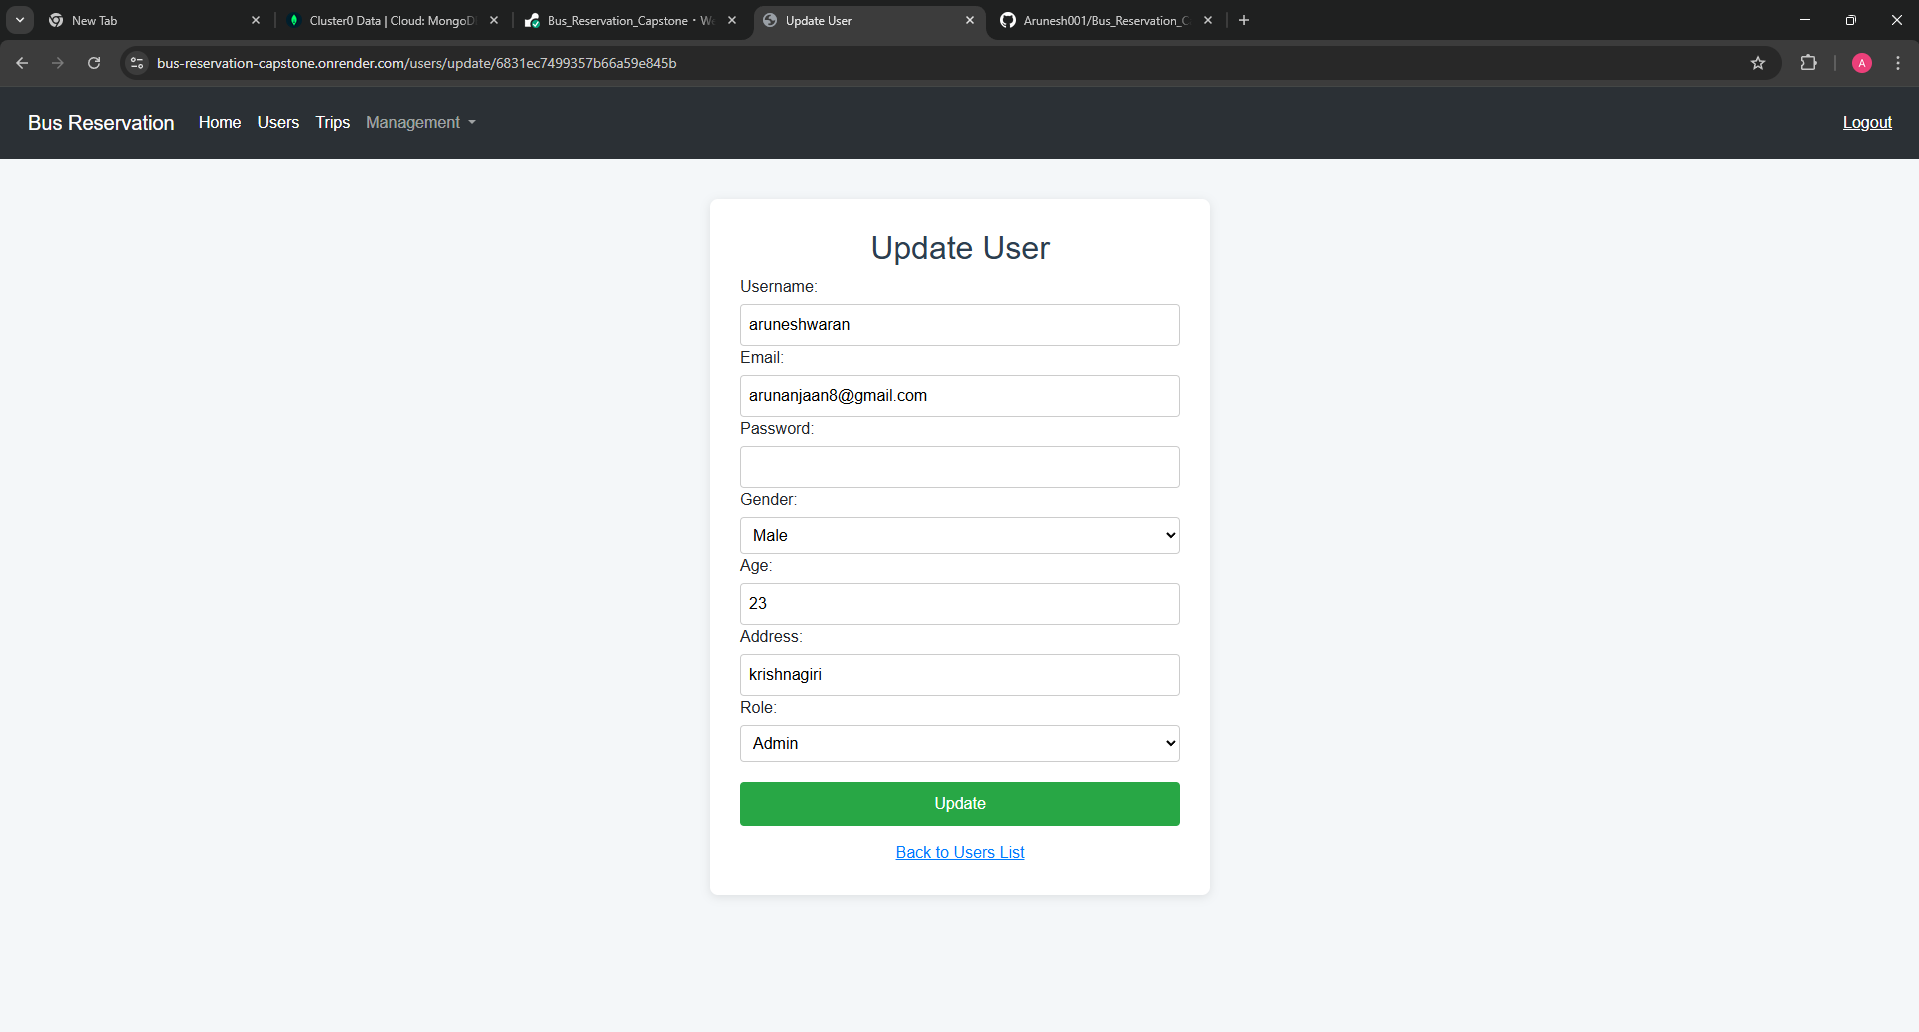 New Tab
Cluster0 Data | Cloud: MongoD
Bus_Reservation_Capstone · We
Update User
Arunesh001/Bus_Reservation_C
bus-reservation-capstone.onrender.com/users/update/6831ec7499357b66a59e845b
A
Bus Reservation Home Users Trips Management Logout
Update User
Username:
aruneshwaran
Email:
arunanjaan8@gmail.com
Password:
Gender:
Male
Age:
23
Address:
krishnagiri
Role:
Admin
Update
Back to Users List